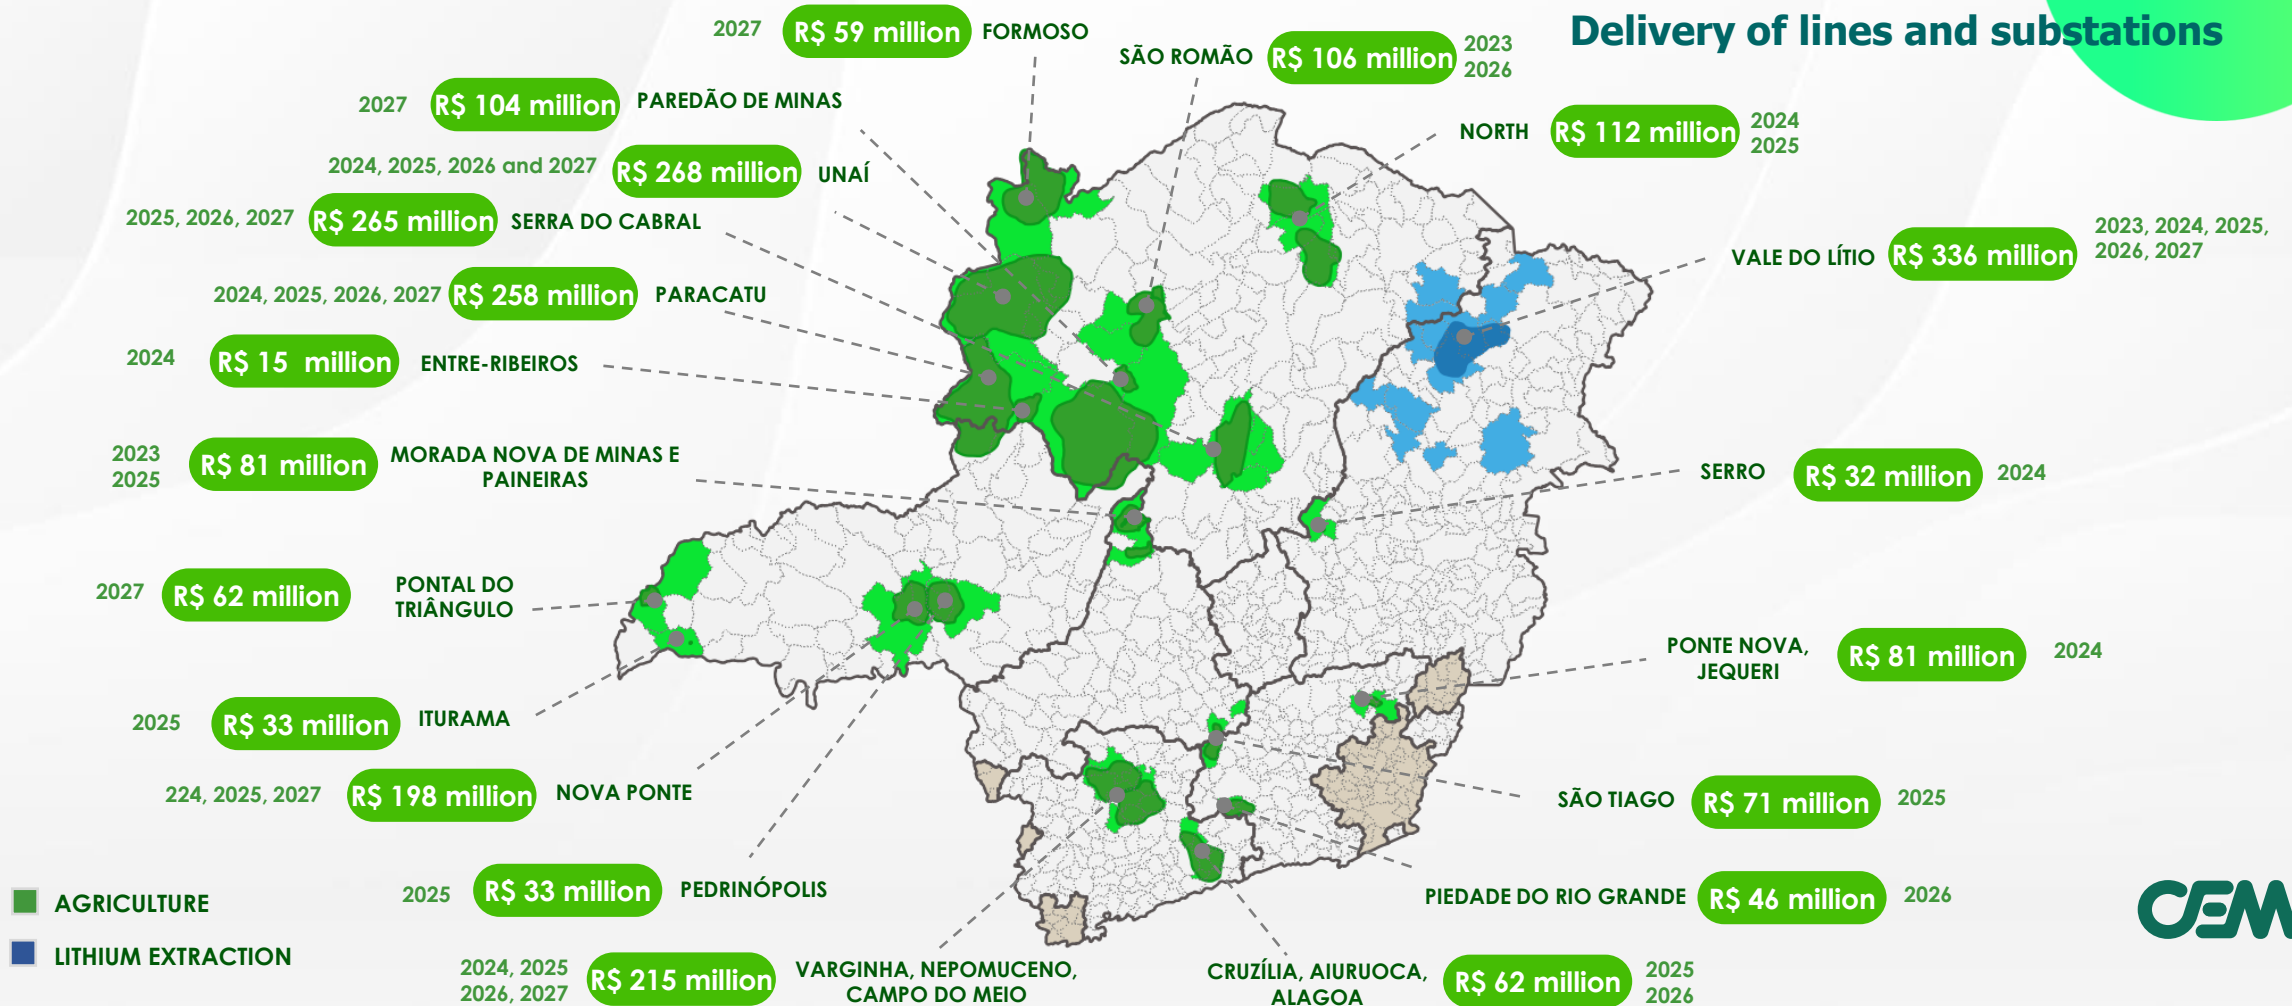 Delivery of lines and substations
2027 R$ 59 million FORMOSO
SÃO ROMÃO R$ 106 million 2023
2026
2027 R$ 104 million PAREDÃO DE MINAS
NORTH R$ 112 million 2024
2025
2024, 2025, 2026 and 2027 R$ 268 million UNAÍ
2025, 2026, 2027 R$ 265 million SERRA DO CABRAL
VALE DO LÍTIO R$ 336 million 2023, 2024, 2025,
2026, 2027
2024, 2025, 2026, 2027 R$ 258 million PARACATU
2024 R$ 15 million ENTRE-RIBEIROS
2023
2025
R$ 81 million
MORADA NOVA DE MINAS E
PAINEIRAS
SERRO R$ 32 million 2024
2027 R$ 62 million
PONTAL DO
TRIÂNGULO
PONTE NOVA,
JEQUERI
R$ 81 million 2024
2025 R$ 33 million ITURAMA
224, 2025, 2027 R$ 198 million NOVA PONTE
SÃO TIAGO R$ 71 million 2025
2025 R$ 33 million PEDRINÓPOLIS
PIEDADE DO RIO GRANDE R$ 46 million 2026
AGRICULTURE
LITHIUM EXTRACTION
2024, 2025
2026, 2027
R$ 215 million
VARGINHA, NEPOMUCENO,
CAMPO DO MEIO
CRUZÍLIA, AIURUOCA,
ALAGOA
R$ 62 million
2025
2026
CEM